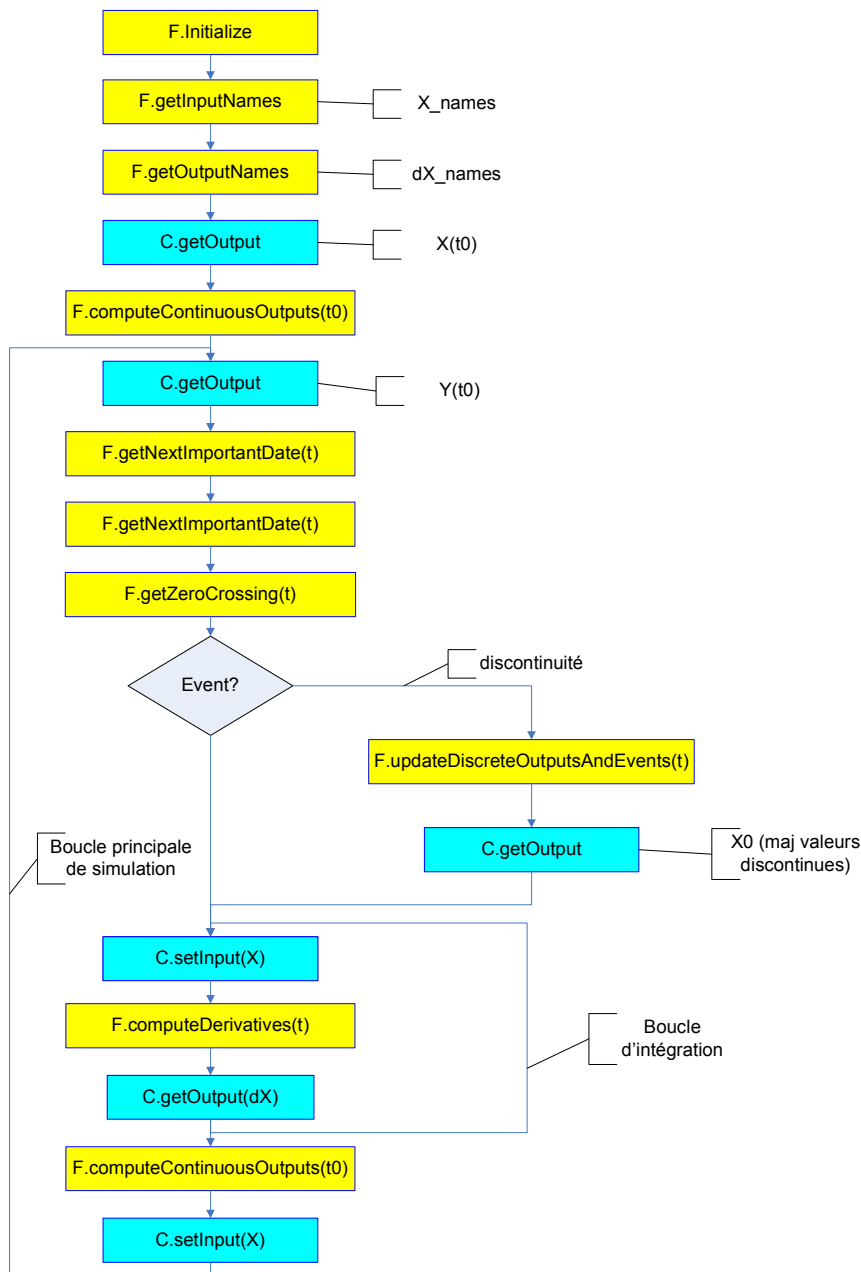 F.Initialize
F.getInputNames
X_names
F.getOutputNames
dX_names
C.getOutput
X(t0)
F.computeContinuousOutputs(t0)
C.getOutput
Y(t0)
F.getNextImportantDate(t)
F.getNextImportantDate(t)
F.getZeroCrossing(t)
Event?
discontinuité
F.updateDiscreteOutputsAndEvents(t)
C.getOutput
X0 (maj valeurs
discontinues)
Boucle principale
de simulation
C.setInput(X)
F.computeDerivatives(t)
Boucle
d'intégration
C.getOutput(dX)
F.computeContinuousOutputs(t0)
C.setInput(X)